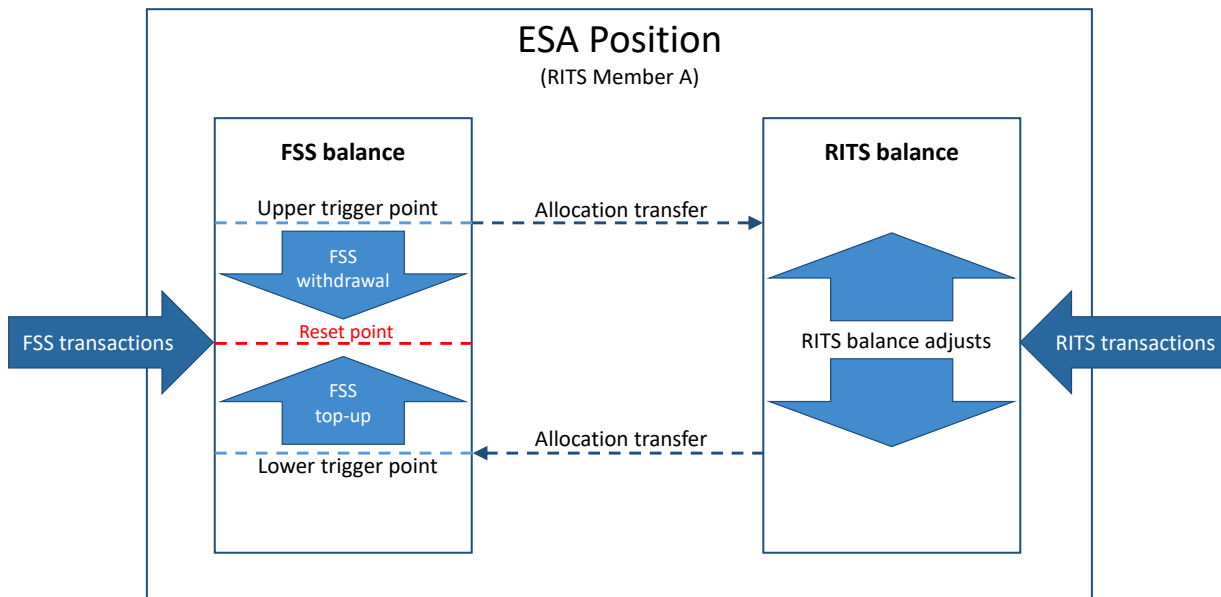 ESA Position
(RITS Member A)
FSS balance
RITS balance
Upper trigger point
Allocation transfer
FSS
withdrawal
Reset point
FSS transactions
RITS balance adjusts
RITS transactions
FSS
top-up
Allocation transfer
Lower trigger point